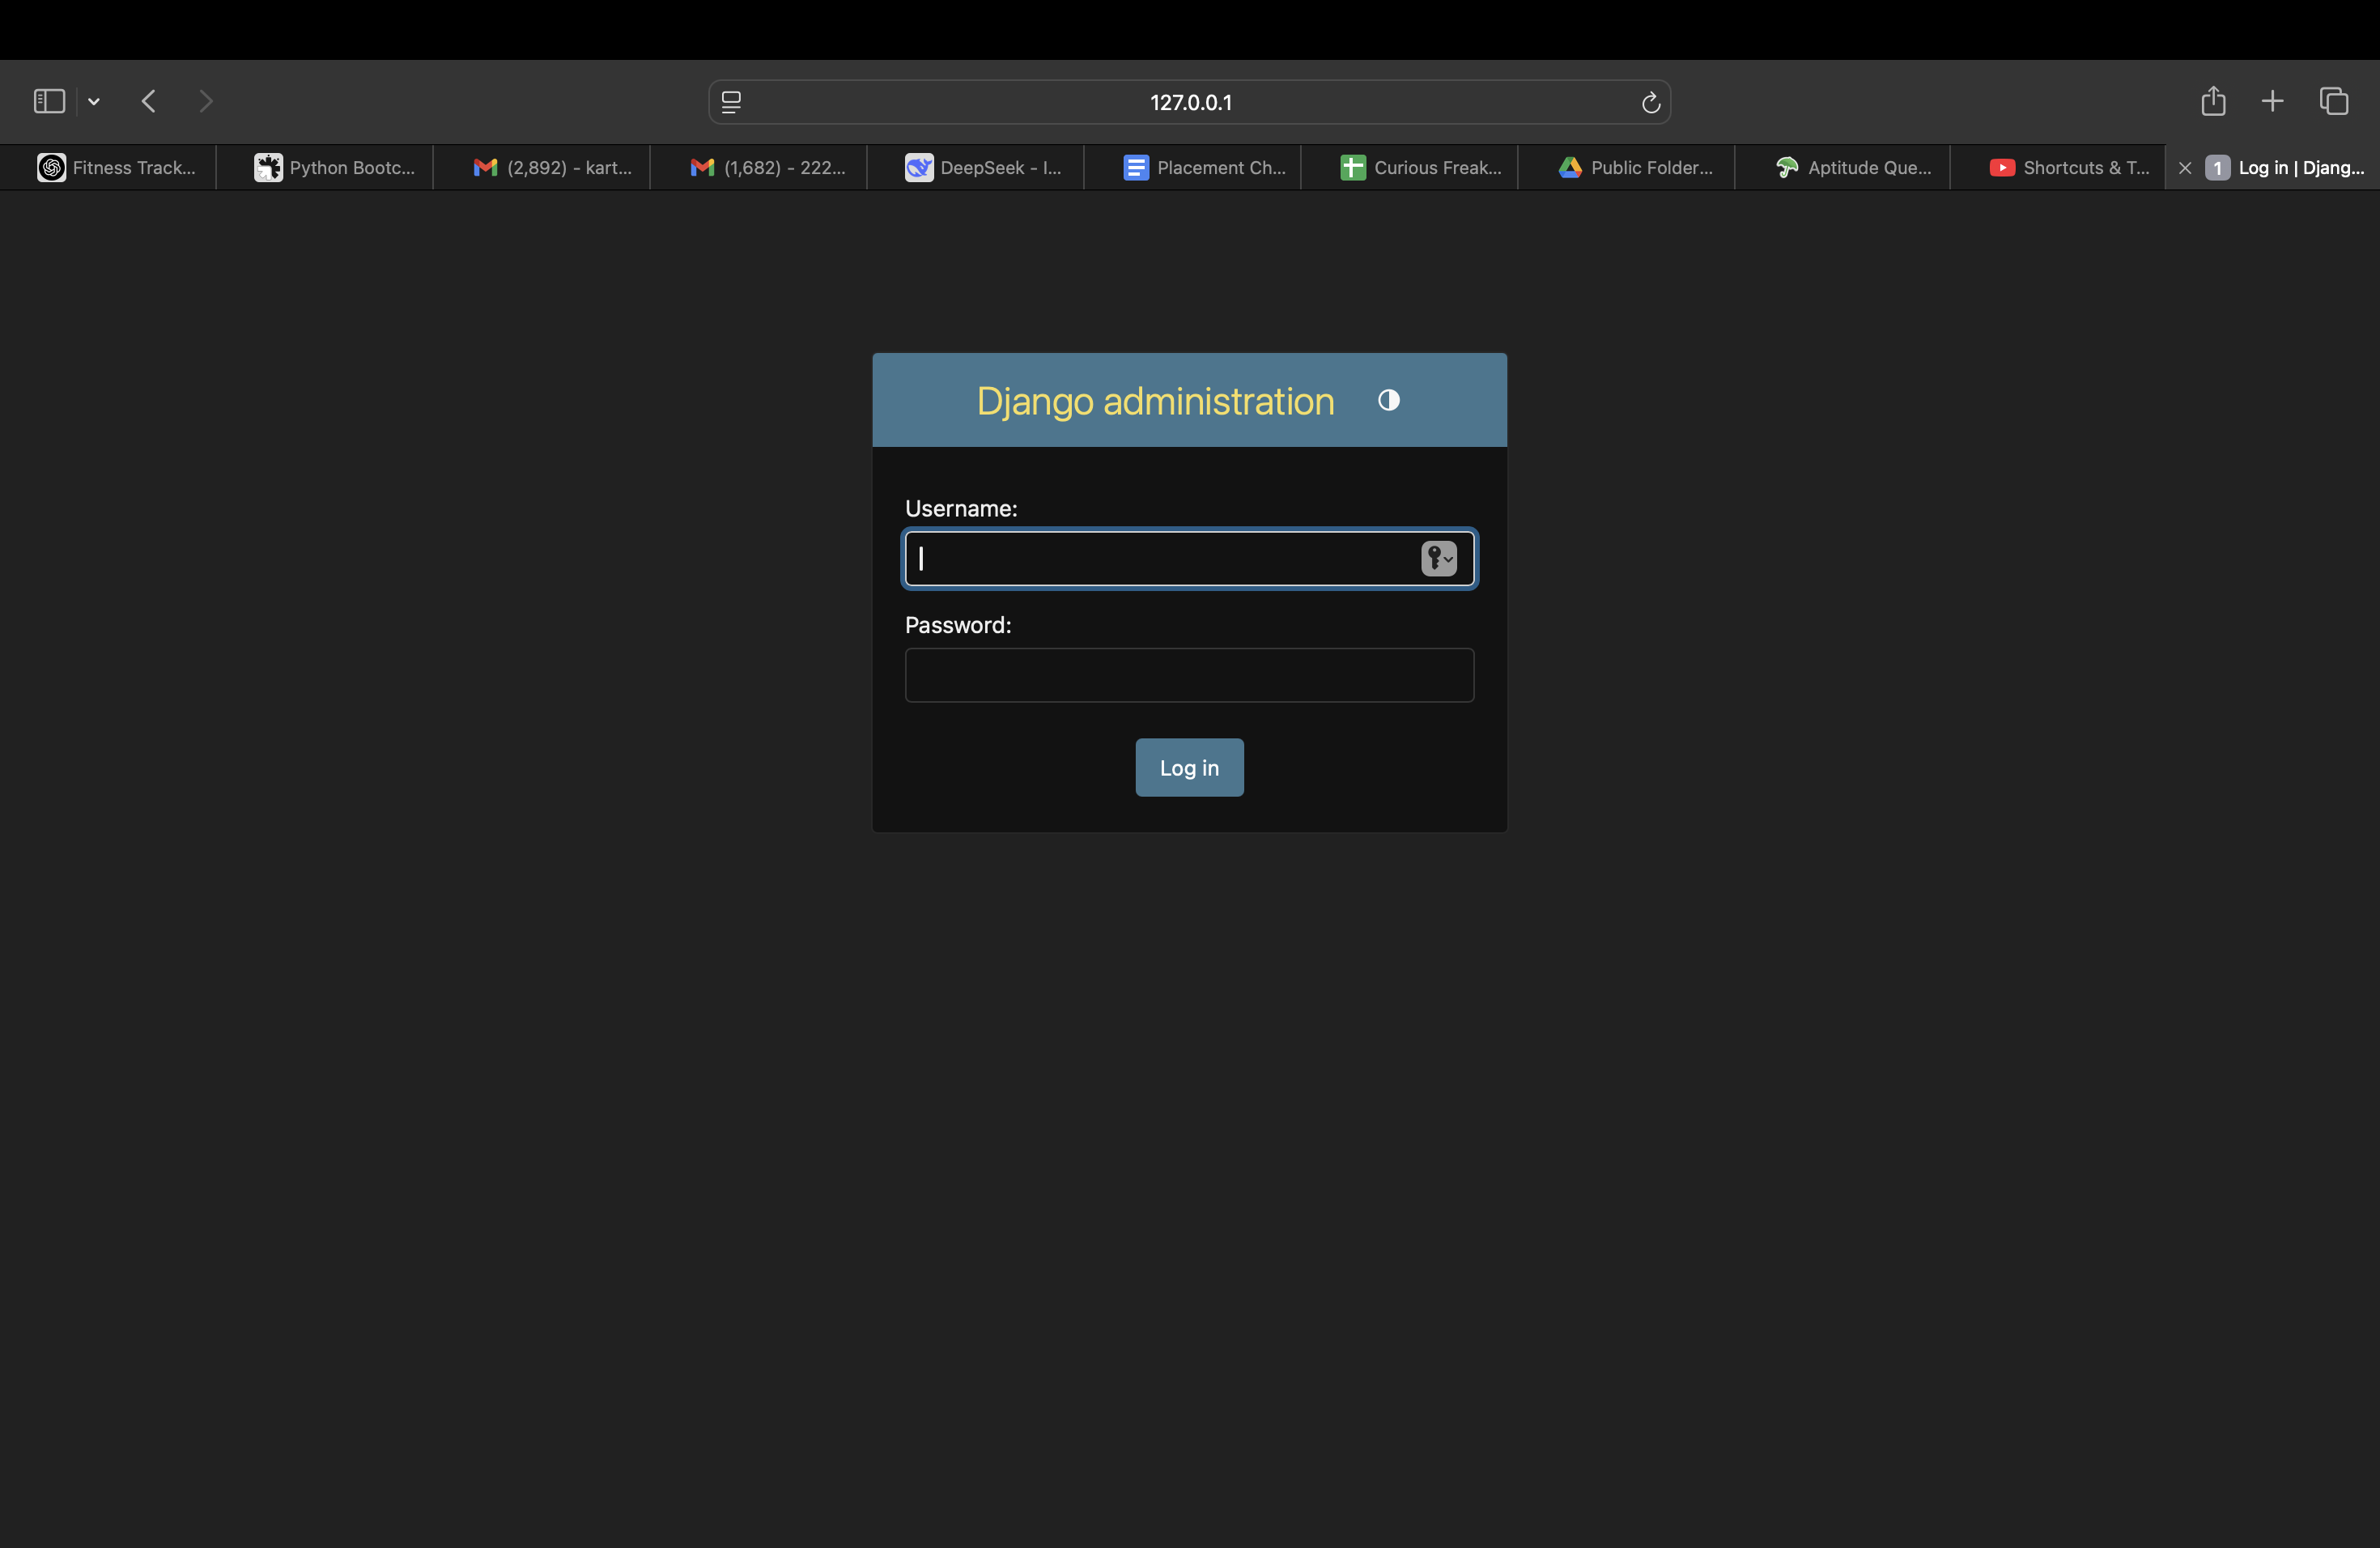 127.0.0.1
Fitness Track...
Python Bootc...
(2,892) - kart...
(1,682) - 222...
DeepSeek - I...
Placement Ch...
Curious Freak...
Public Folder...
Aptitude Que...
Shortcuts & T...
1 Log in | Djang...
Django administration
Username:
Password:
Log in